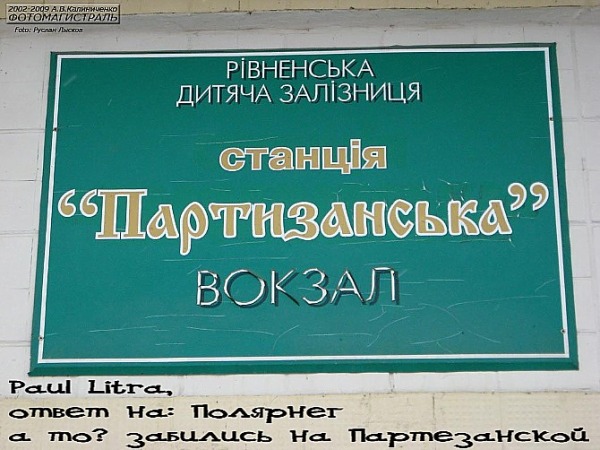 2002-2009 А.В.Калиниченко
ФОТОМАГИСТРАЛЬ
Foto: Руслан Лысков
РІВНЕНСЬКА
ДИТЯЧА ЗАЛІЗНИЦЯ
станція
“Партизанська”
ВОКЗАЛ
Paul Litra,
ответ на: Полярнег
а то? забились на Партезанской